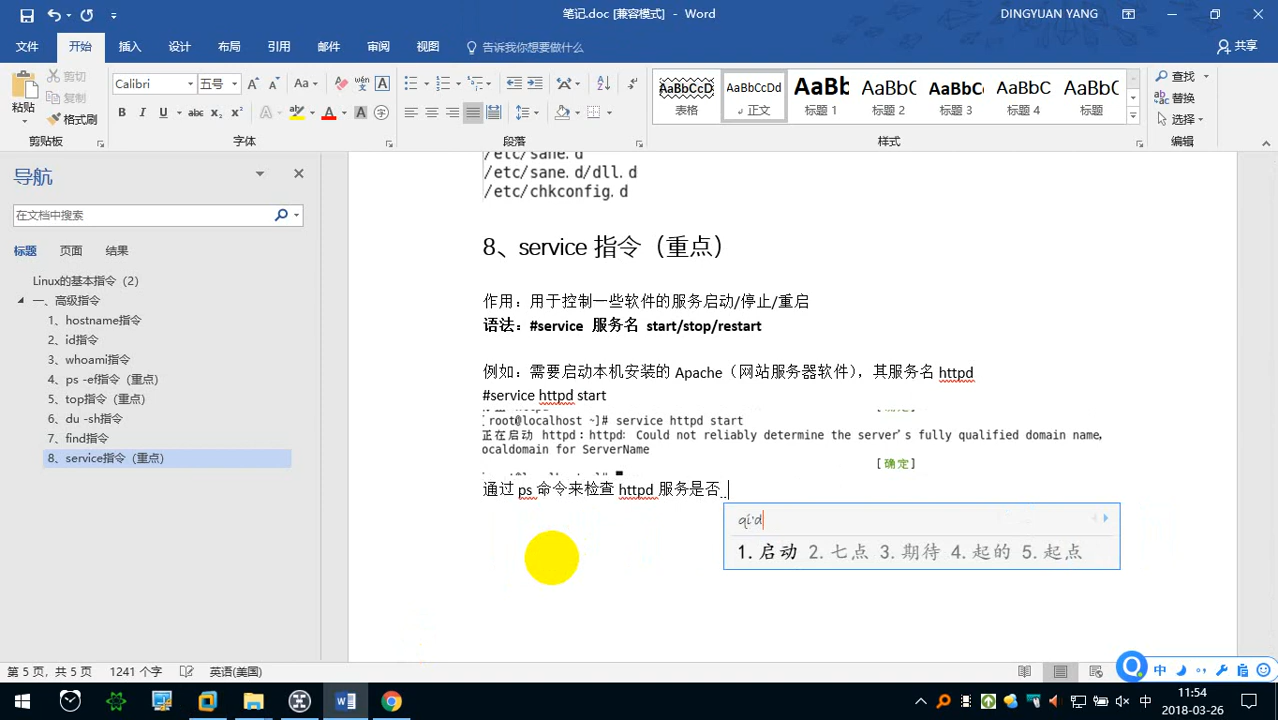 笔记.doc [兼容模式] - Word
DINGYUAN YANG
文件 开始 插入 设计 布局 引用 邮件 审阅 视图 告诉我你想要做什么 共享
粘贴 剪切
复制
格式刷
剪贴板
Calibri 五号
字体
段落
AaBbCcD AaBbCcDd AaBb AaBbC AaBbCc AaBbC AaBbC
表格 正文 标题 1 标题 2 标题 3 标题 4 标题
样式
查找
替换
选择
编辑
导航
在文档中搜索
标题 页面 结果
Linux的基本指令（2）
一、高级指令
1、hostname指令
2、id指令
3、whoami指令
4、ps -ef指令（重点）
5、top指令（重点）
6、du -sh指令
7、find指令
8、service指令（重点）
/etc/sane.d
/etc/sane.d/dll.d
/etc/chkconfig.d
8、service 指令（重点）
作用：用于控制一些软件的服务启动/停止/重启
语法：#service 服务名 start/stop/restart
例如：需要启动本机安装的 Apache（网站服务器软件），其服务名 httpd
#service httpd start
[root@localhost ~]# service httpd start
正在启动 httpd：httpd: Could not reliably determine the server's fully qualified domain name,
ocaldomain for ServerName
[确定]
通过 ps 命令来检查 httpd 服务是否
qi'd
1.启动 2.七点 3.期待 4.起的 5.起点
第 5 页，共 5 页 1241 个字 英语(美国)
中
中
11:54
2018-03-26